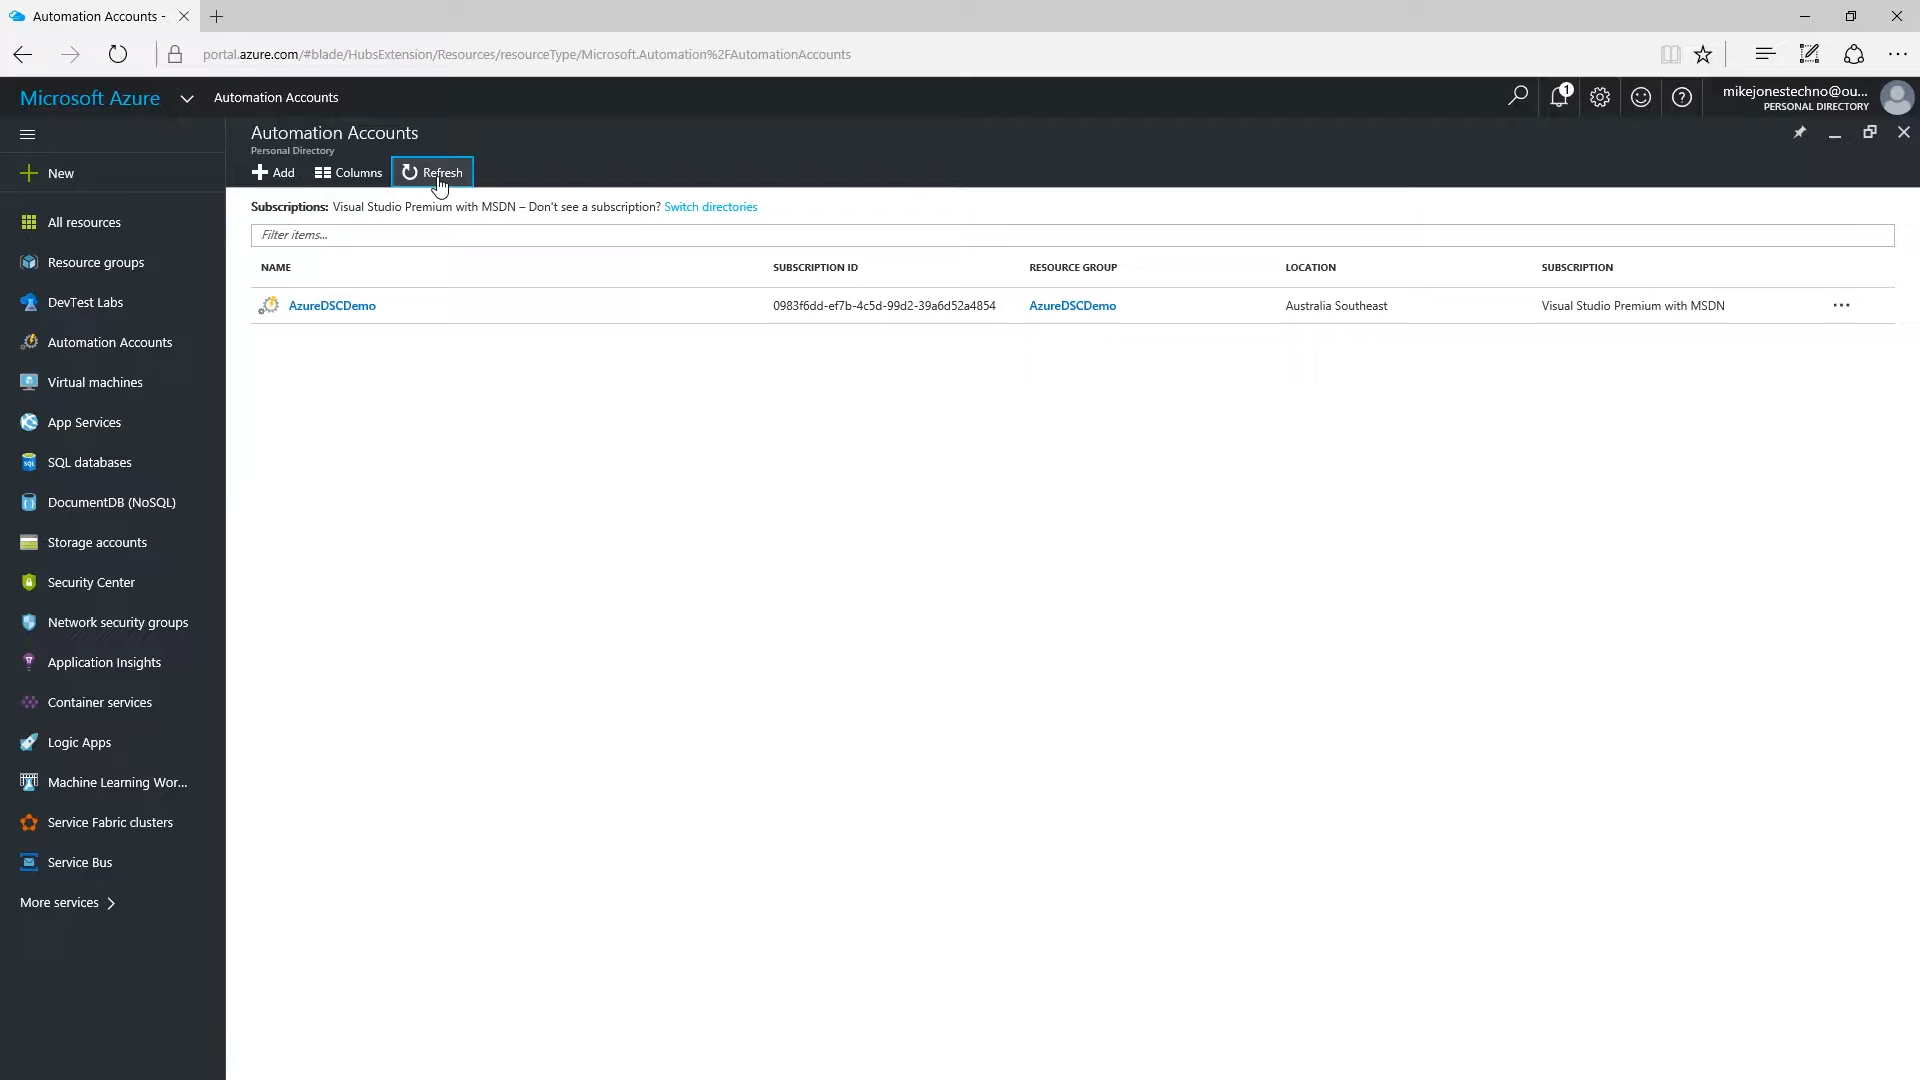 Automation Accounts -
portal.azure.com/#blade/HubsExtension/Resources/resourceType/Microsoft.Automation%2FAutomationAccounts
Microsoft Azure
Automation Accounts
1
mikejonestechno@ou...
PERSONAL DIRECTORY
Automation Accounts
Personal Directory
Add
Columns
Refresh
Subscriptions: Visual Studio Premium with MSDN – Don't see a subscription? Switch directories
Filter items...
NAME SUBSCRIPTION ID RESOURCE GROUP LOCATION SUBSCRIPTION
AzureDSCDemo 0983f6dd-ef7b-4c5d-99d2-39a6d52a4854 AzureDSCDemo Australia Southeast Visual Studio Premium with MSDN ...
New
All resources
Resource groups
DevTest Labs
Automation Accounts
Virtual machines
App Services
SQL databases
DocumentDB (NoSQL)
Storage accounts
Security Center
Network security groups
Application Insights
Container services
Logic Apps
Machine Learning Wor...
Service Fabric clusters
Service Bus
More services